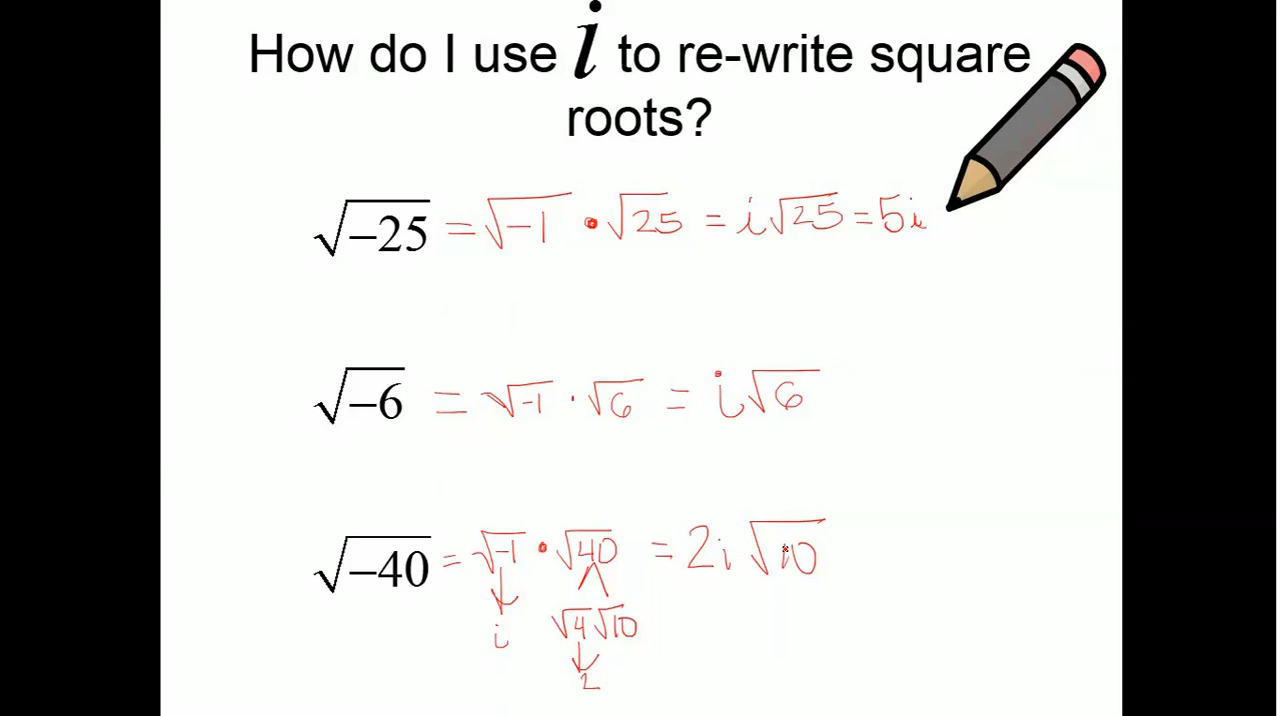 How do I use i to re-write square
roots?
√−25 = √−1 • √25 = i√25 = 5i
√−6 = √−1 · √6 = i√6
√−40 = √−1 • √40 = 2i√10
i √4 √10
2